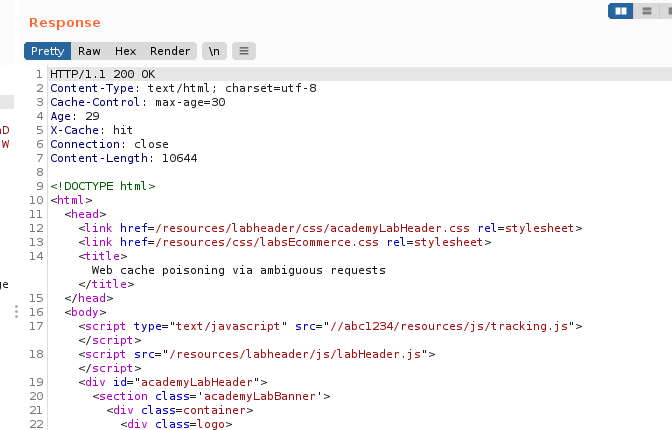 Response
Pretty Raw Hex Render \n
1 HTTP/1.1 200 OK
2 Content-Type: text/html; charset=utf-8
3 Cache-Control: max-age=30
4 Age: 29
5 X-Cache: hit
6 Connection: close
7 Content-Length: 10644
8
9 <!DOCTYPE html>
10 <html>
11 <head>
12 <link href=/resources/labheader/css/academyLabHeader.css rel=stylesheet>
13 <link href=/resources/css/labsEcommerce.css rel=stylesheet>
14 <title>
Web cache poisoning via ambiguous requests
</title>
15 </head>
16 <body>
17 <script type="text/javascript" src="//abc1234/resources/js/tracking.js">
</script>
18 <script src="/resources/labheader/js/labHeader.js">
</script>
19 <div id="academyLabHeader">
20 <section class='academyLabBanner'>
21 <div class=container>
22 <div class=logo>